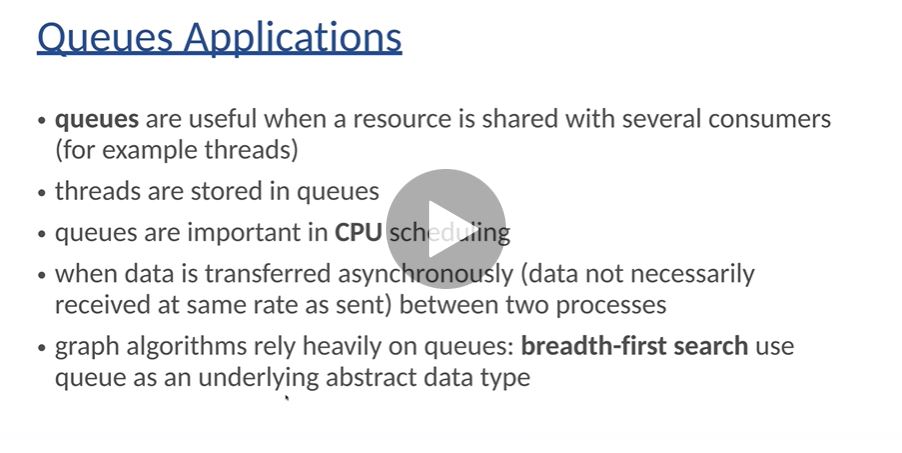 Queues Applications
• queues are useful when a resource is shared with several consumers
(for example threads)
• threads are stored in queues
• queues are important in CPU scheduling
• when data is transferred asynchronously (data not necessarily
received at same rate as sent) between two processes
• graph algorithms rely heavily on queues: breadth-first search use
queue as an underlying abstract data type